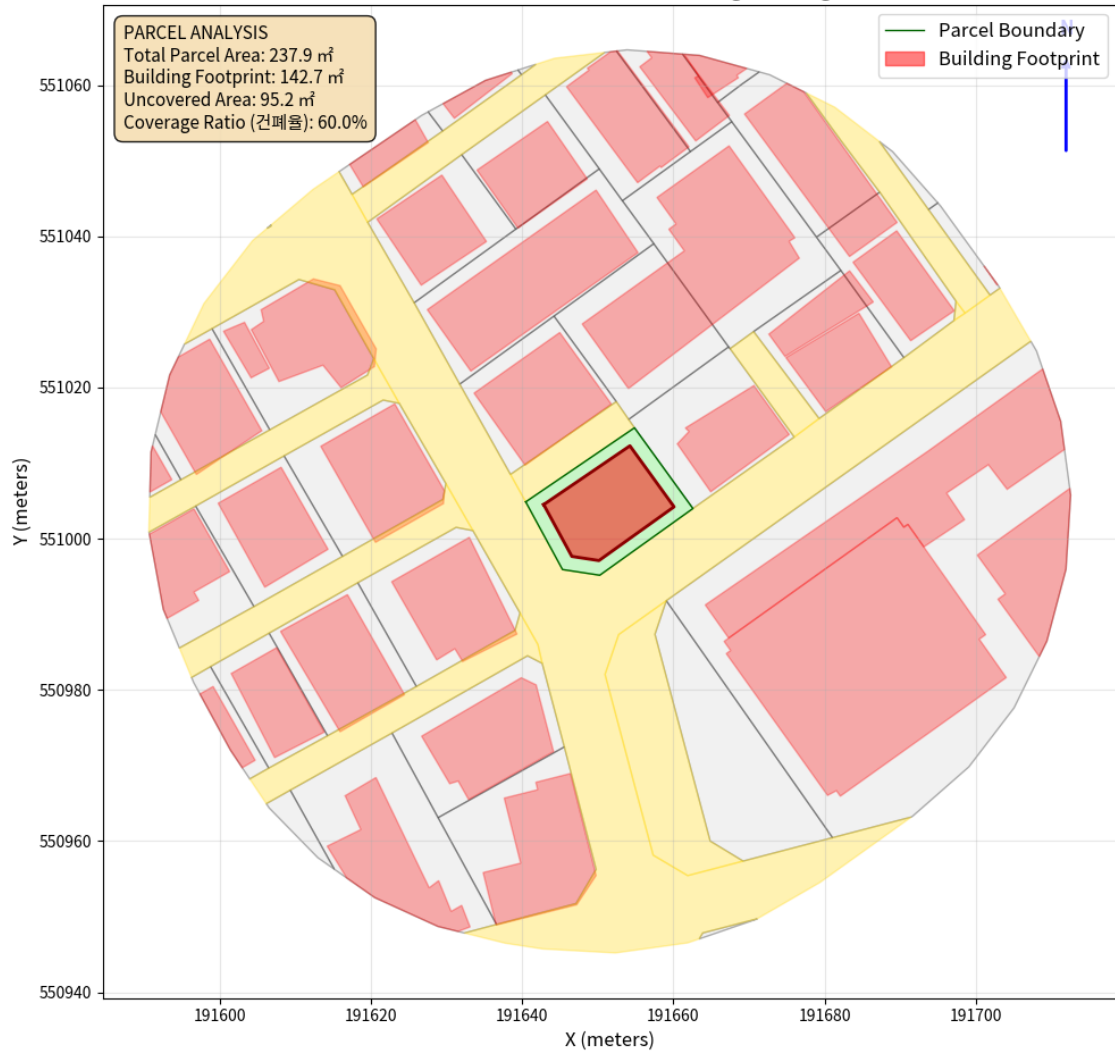 PARCEL ANALYSIS
Total Parcel Area: 237.9 ㎡
Building Footprint: 142.7 ㎡
Uncovered Area: 95.2 ㎡
Coverage Ratio (건폐율): 60.0%
Parcel Boundary
Building Footprint
N
551060
551040
551020
551000
550980
550960
550940
Y (meters)
191600
191620
191640
191660
191680
191700
X (meters)